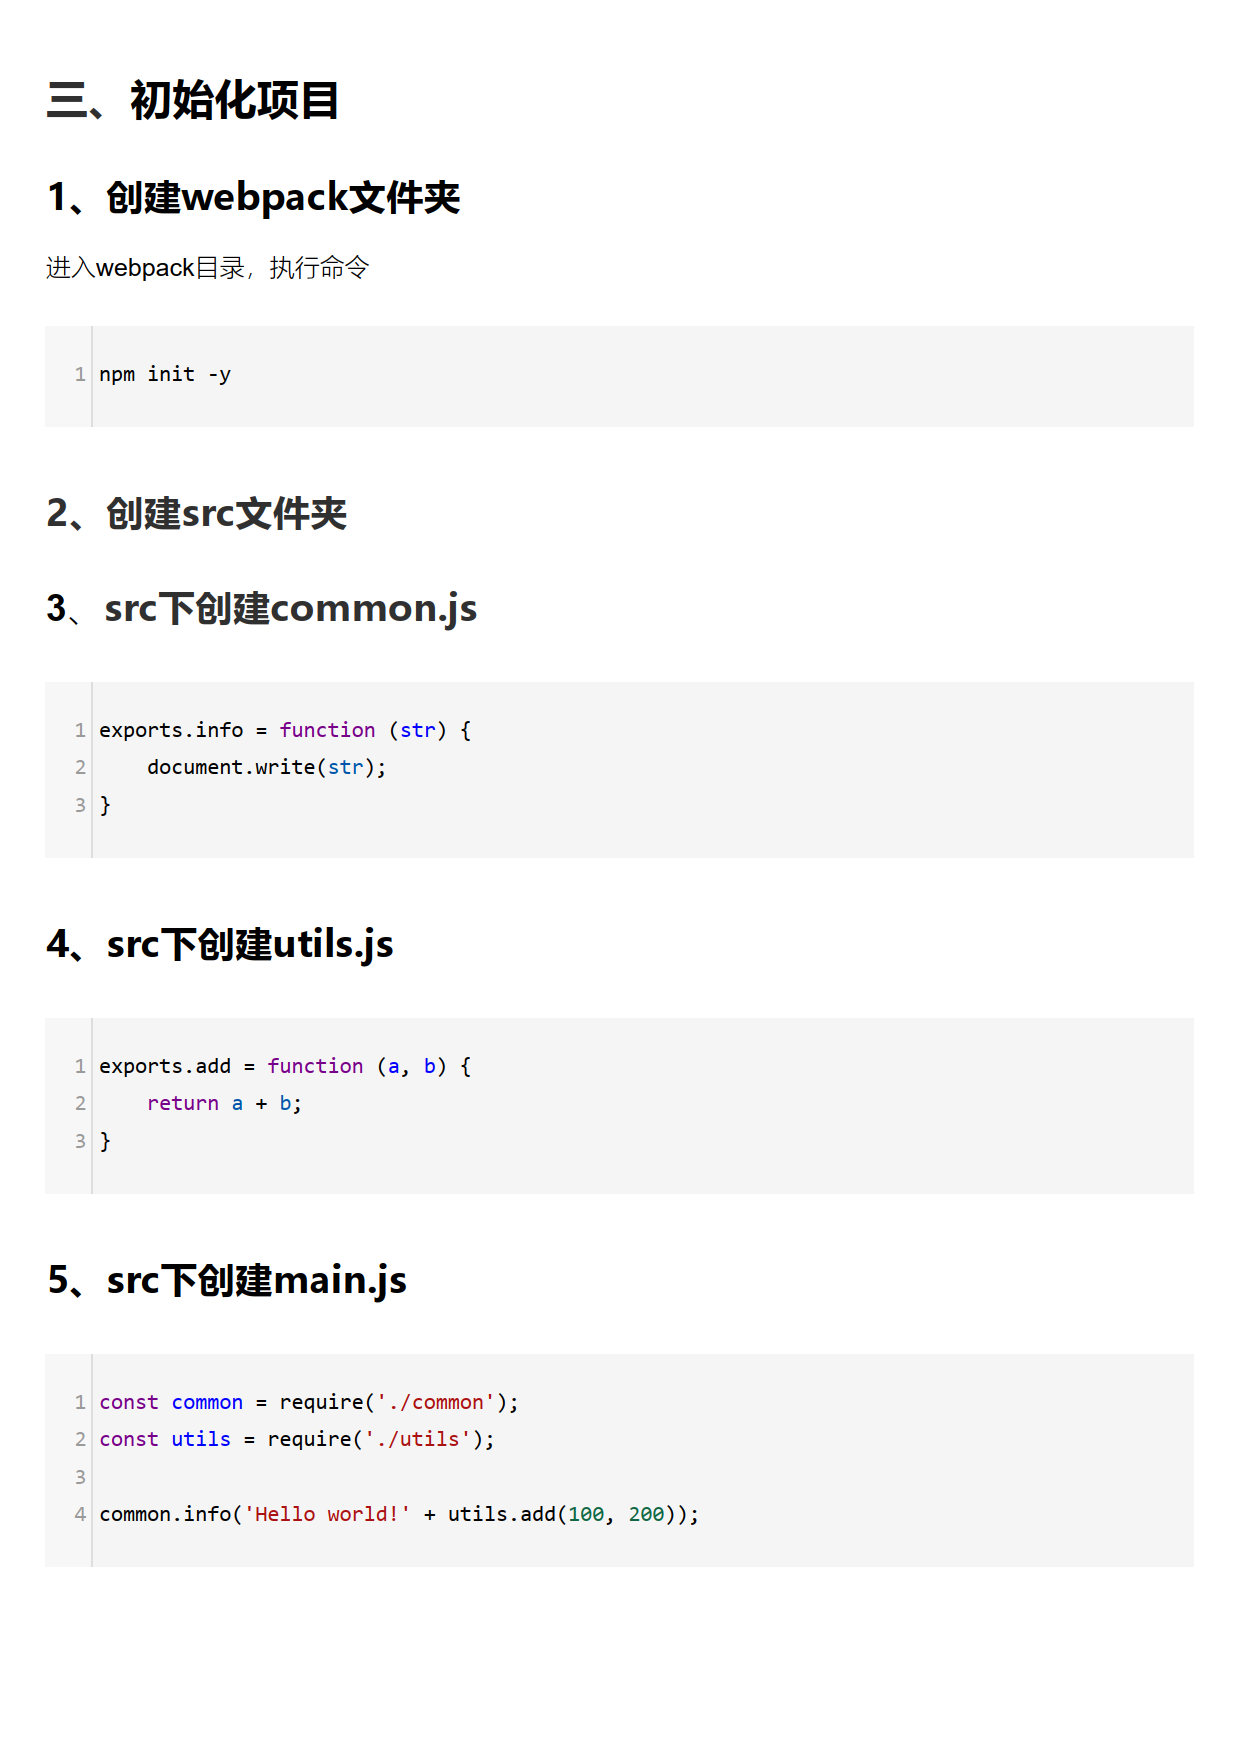 三、初始化项目
1、创建webpack文件夹
进入webpack目录，执行命令
1 npm init -y
2、创建src文件夹
3、 src下创建common.js
1 exports.info = function (str) {
2     document.write(str);
3 }
4、src下创建utils.js
1 exports.add = function (a, b) {
2     return a + b;
3 }
5、src下创建main.js
1 const common = require('./common');
2 const utils = require('./utils');
3
4 common.info('Hello world!' + utils.add(100, 200));